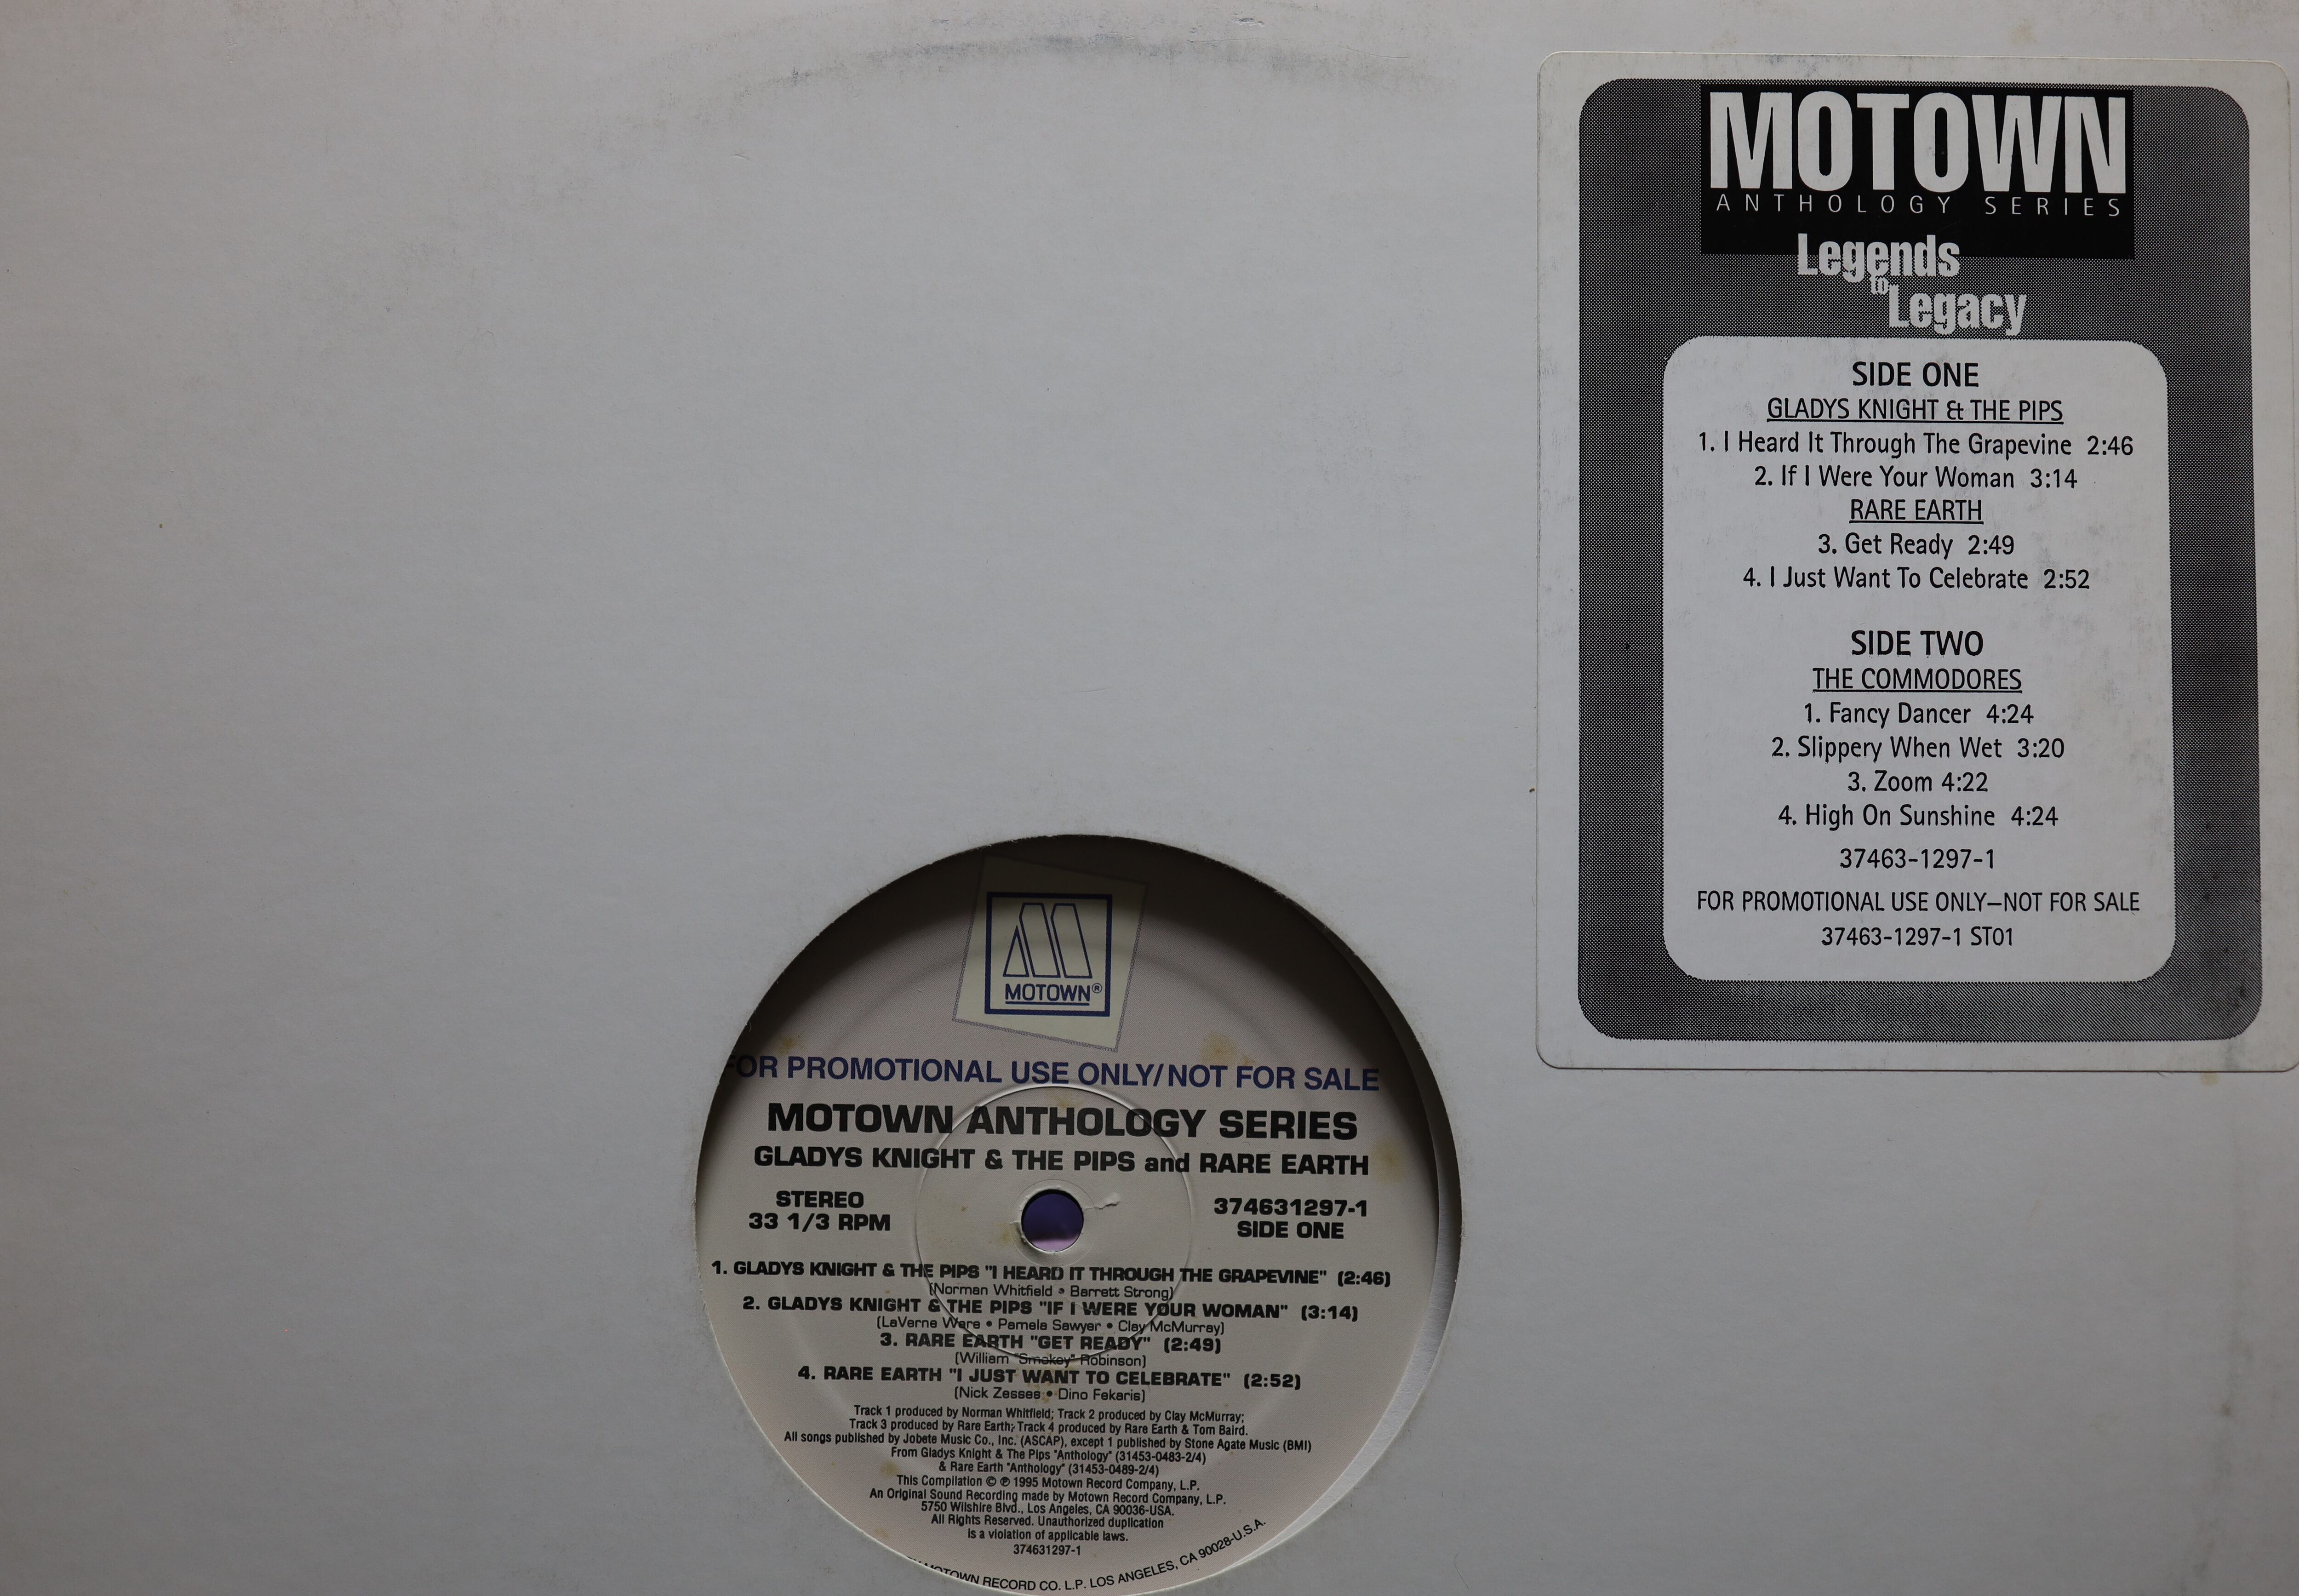 MOTOWN
ANTHOLOGY SERIES
Legends
to
Legacy
SIDE ONE
GLADYS KNIGHT & THE PIPS
1. I Heard It Through The Grapevine 2:46
2. If I Were Your Woman 3:14
RARE EARTH
3. Get Ready 2:49
4. I Just Want To Celebrate 2:52
SIDE TWO
THE COMMODORES
1. Fancy Dancer 4:24
2. Slippery When Wet 3:20
3. Zoom 4:22
4. High On Sunshine 4:24
37463-1297-1
FOR PROMOTIONAL USE ONLY—NOT FOR SALE
37463-1297-1 ST01
MOTOWN®
FOR PROMOTIONAL USE ONLY/NOT FOR SALE
MOTOWN ANTHOLOGY SERIES
GLADYS KNIGHT & THE PIPS and RARE EARTH
STEREO
33 1/3 RPM
374631297-1
SIDE ONE
1. GLADYS KNIGHT & THE PIPS "I HEARD IT THROUGH THE GRAPEVINE" (2:46)
(Norman Whitfield • Barrett Strong)
2. GLADYS KNIGHT & THE PIPS "IF I WERE YOUR WOMAN" (3:14)
(LaVerne Ware • Pamela Sawyer • Clay McMurray)
3. RARE EARTH "GET READY" (2:49)
(William "Smokey" Robinson)
4. RARE EARTH "I JUST WANT TO CELEBRATE" (2:52)
(Nick Zesses • Dino Fekaris)
Track 1 produced by Norman Whitfield; Track 2 produced by Clay McMurray;
Track 3 produced by Rare Earth; Track 4 produced by Rare Earth & Tom Baird.
All songs published by Jobete Music Co., Inc. (ASCAP), except 1 published by Stone Agate Music (BMI)
From Gladys Knight & The Pips "Anthology" (31453-0483-2/4)
& Rare Earth "Anthology" (31453-0489-2/4)
This Compilation © ℗ 1995 Motown Record Company, L.P.
An Original Sound Recording made by Motown Record Company, L.P.
5750 Wilshire Blvd., Los Angeles, CA 90036-USA.
All Rights Reserved. Unauthorized duplication
is a violation of applicable laws.
374631297-1
MOTOWN RECORD CO. L.P. LOS ANGELES, CA 90028-U.S.A.